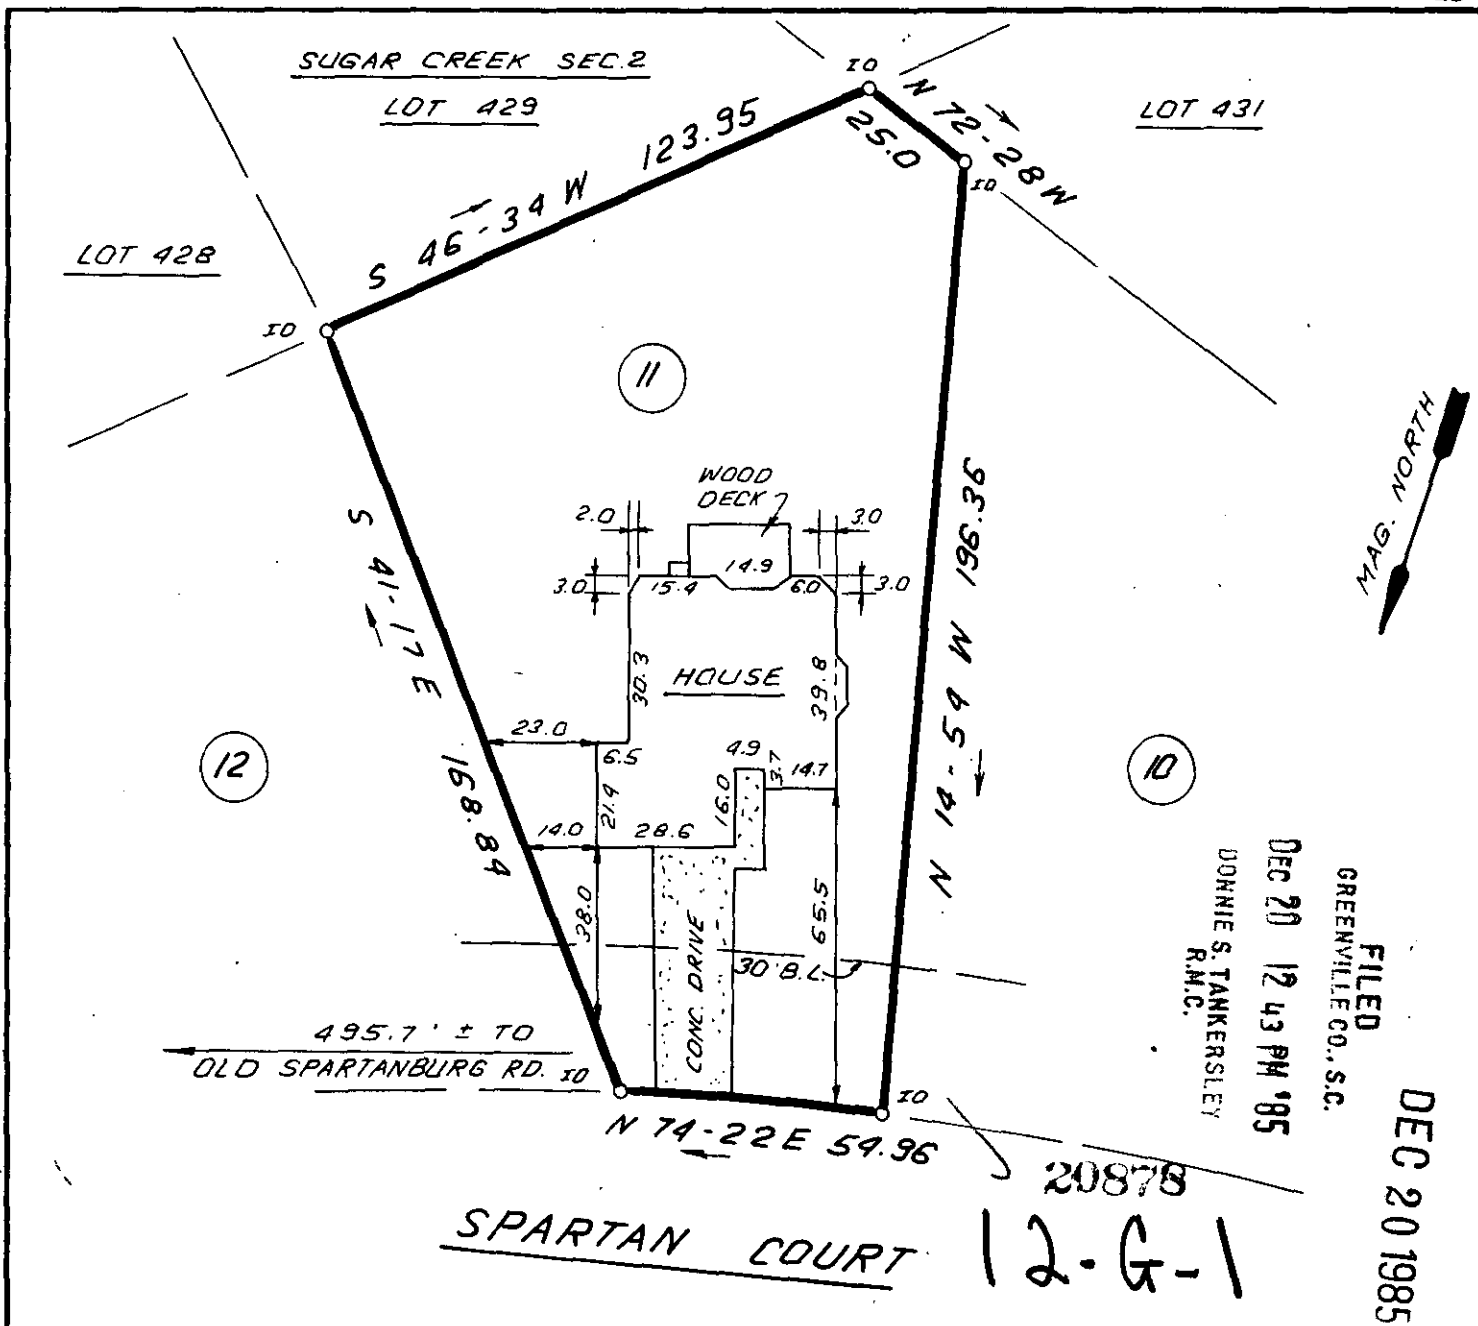 SUGAR CREEK SEC.2
LOT 429
LOT 431
LOT 428
IO
N 72-28 W
25.0
IO
S 46-34 W 123.95
IO
11
MAG. NORTH
N 14-54 W 196.36
S 41-17 E 168.84
WOOD
DECK
2.0
3.0
3.0
15.4
14.9
6.0
3.0
30.3
HOUSE
39.8
23.0
6.5
4.9
3.7
14.7
12
10
21.4
16.0
14.0
28.6
38.0
65.5
CONC. DRIVE
30' B.L.
495.7' ± TO
OLD SPARTANBURG RD.
IO
IO
N 74-22 E 54.96
SPARTAN COURT
FILED
GREENVILLE CO., S.C.
DEC 20 12 43 PM '85
DONNIE S. TANKERSLEY
R.M.C.
DEC 20 1985
20878
12-G-1